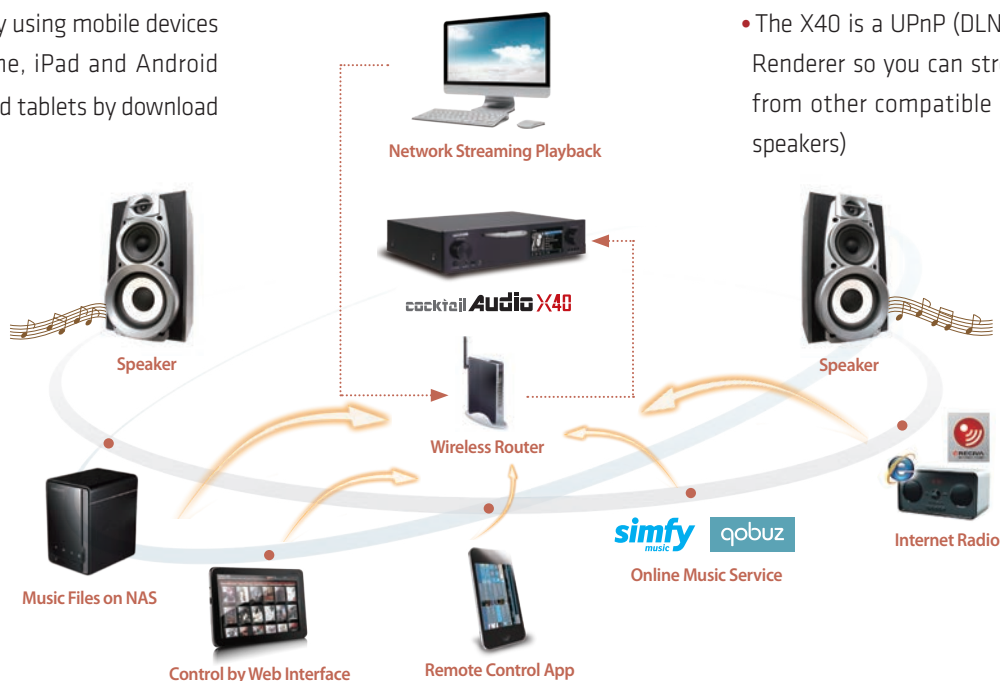 y using mobile devices
ne, iPad and Android
d tablets by download
• The X40 is a UPnP (DLN
Renderer so you can stre
from other compatible
speakers)
Network Streaming Playback
cocktail Audio X40
Speaker
Speaker
Wireless Router
RECIVA
simfy
music
qobuz
Internet Radio
Online Music Service
Music Files on NAS
Control by Web Interface
Remote Control App